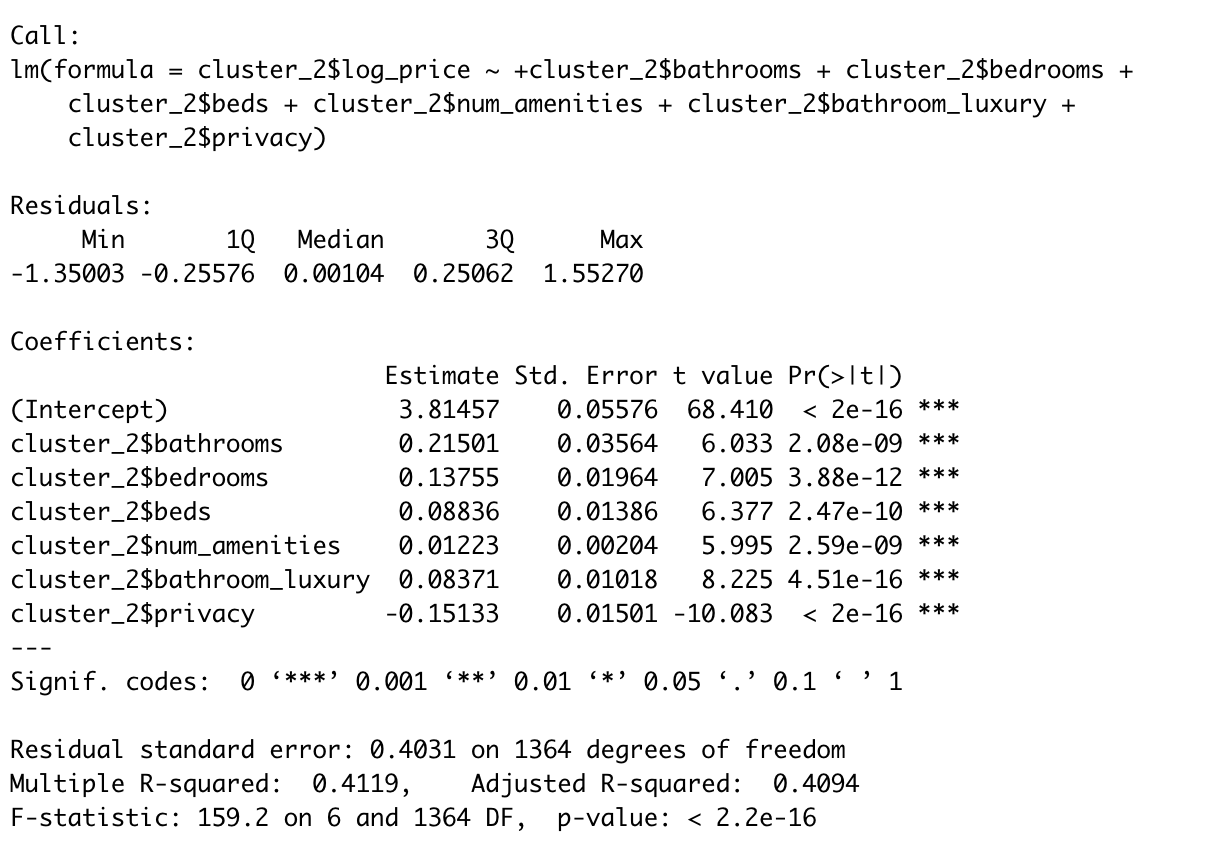 Call:
lm(formula = cluster_2$log_price ~ +cluster_2$bathrooms + cluster_2$bedrooms +
    cluster_2$beds + cluster_2$num_amenities + cluster_2$bathroom_luxury +
    cluster_2$privacy)

Residuals:
     Min       1Q   Median       3Q      Max
-1.35003 -0.25576  0.00104  0.25062  1.55270

Coefficients:
                          Estimate Std. Error t value Pr(>|t|)
(Intercept)                3.81457    0.05576  68.410  < 2e-16 ***
cluster_2$bathrooms        0.21501    0.03564   6.033 2.08e-09 ***
cluster_2$bedrooms         0.13755    0.01964   7.005 3.88e-12 ***
cluster_2$beds             0.08836    0.01386   6.377 2.47e-10 ***
cluster_2$num_amenities    0.01223    0.00204   5.995 2.59e-09 ***
cluster_2$bathroom_luxury  0.08371    0.01018   8.225 4.51e-16 ***
cluster_2$privacy         -0.15133    0.01501 -10.083  < 2e-16 ***
---
Signif. codes:  0 ‘***’ 0.001 ‘**’ 0.01 ‘*’ 0.05 ‘.’ 0.1 ‘ ’ 1

Residual standard error: 0.4031 on 1364 degrees of freedom
Multiple R-squared:  0.4119,    Adjusted R-squared:  0.4094
F-statistic: 159.2 on 6 and 1364 DF,  p-value: < 2.2e-16